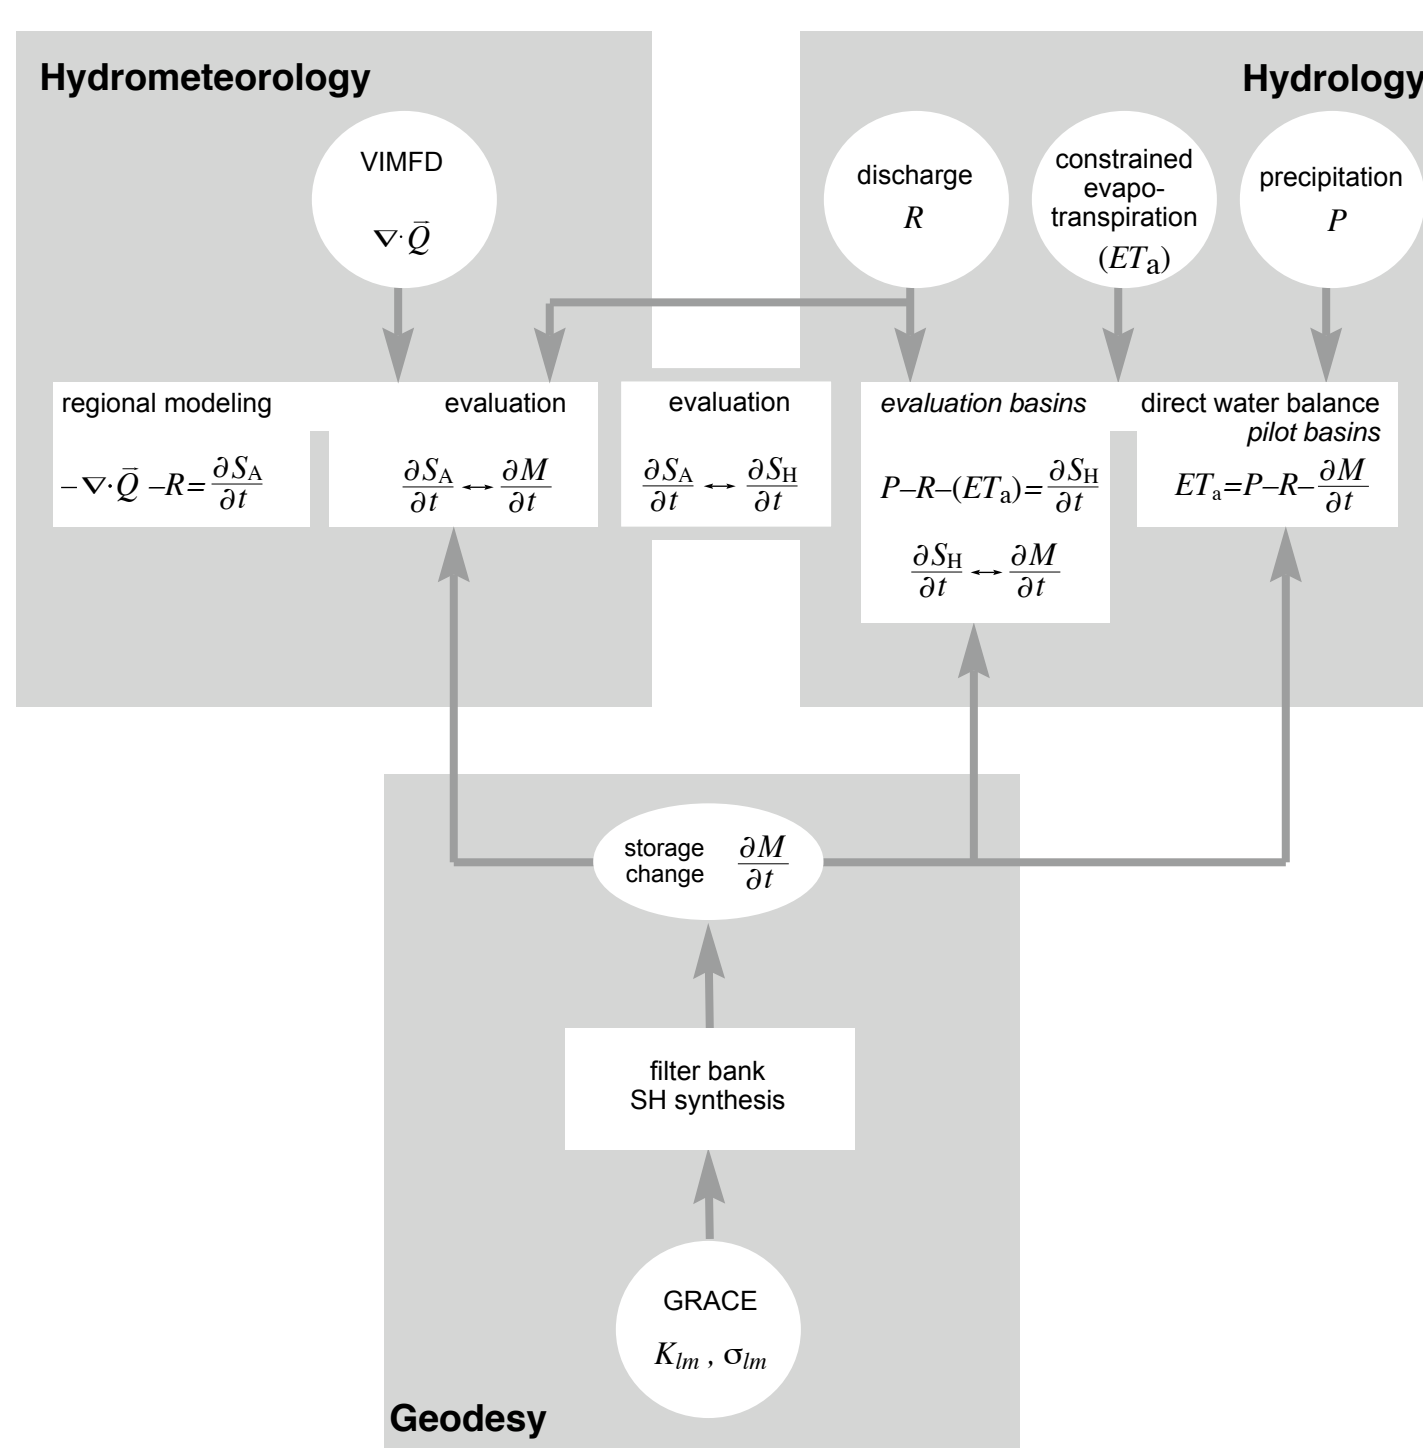 Hydrometeorology
Hydrology
VIMFD
∇·Q⃗
discharge
R
constrained
evapo-
transpiration
(ETa)
precipitation
P
regional modeling
–∇·Q⃗ –R=∂SA/∂t
evaluation
∂SA/∂t ↔ ∂M/∂t
evaluation
∂SA/∂t ↔ ∂SH/∂t
evaluation basins
P–R–(ETa)=∂SH/∂t
∂SH/∂t ↔ ∂M/∂t
direct water balance
pilot basins
ETa=P–R–∂M/∂t
storage
change
∂M/∂t
filter bank
SH synthesis
GRACE
Klm , σlm
Geodesy